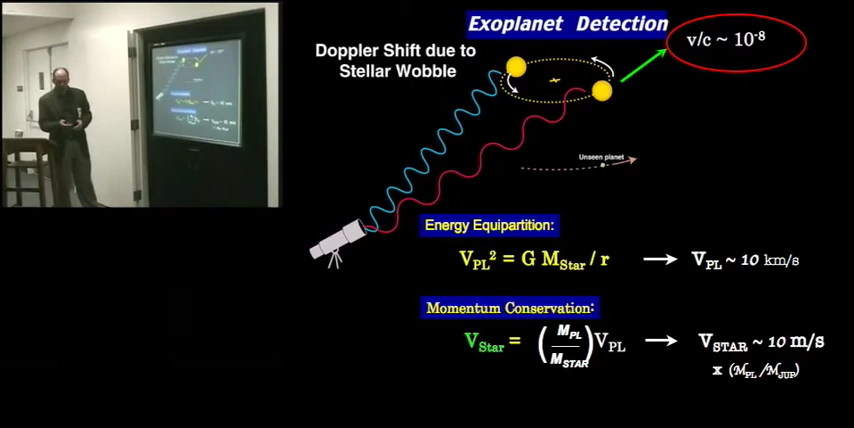 Exoplanet Detection
v/c ~ 10⁻⁸
Doppler Shift due to
Stellar Wobble
Unseen planet
Energy Equipartition:
V_PL² = G M_Star / r → V_PL ~ 10 km/s
Momentum Conservation:
V_Star = (M_PL / M_STAR) V_PL → V_STAR ~ 10 m/s
x (M_PL /M_JUP)